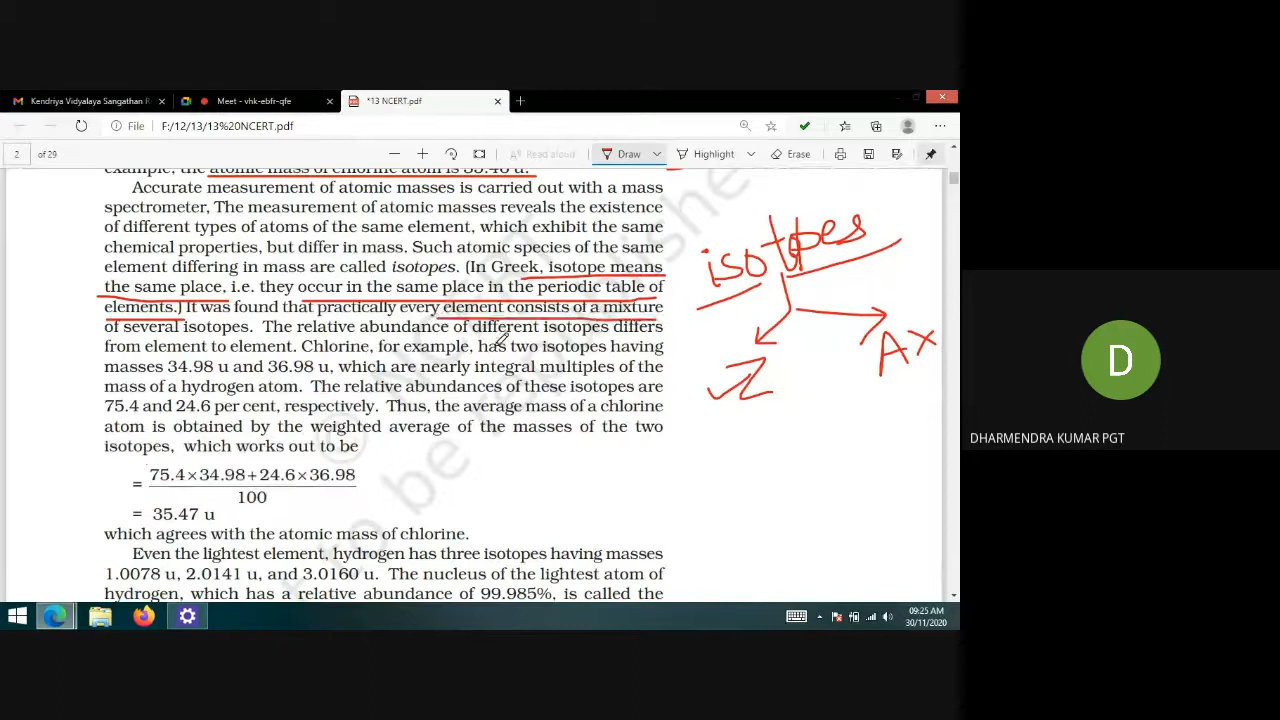 Kendriya Vidyalaya Sangathan R
Meet - vhk-ebfr-qfe
*13 NCERT.pdf
File
F:/12/13/13%20NCERT.pdf
2
of 29
Read aloud
Draw
Highlight
Erase
example, the atomic mass of chlorine atom is 35.46 u.
Accurate measurement of atomic masses is carried out with a mass
spectrometer, The measurement of atomic masses reveals the existence
of different types of atoms of the same element, which exhibit the same
chemical properties, but differ in mass. Such atomic species of the same
element differing in mass are called isotopes. (In Greek, isotope means
the same place, i.e. they occur in the same place in the periodic table of
elements.) It was found that practically every element consists of a mixture
of several isotopes. The relative abundance of different isotopes differs
from element to element. Chlorine, for example, has two isotopes having
masses 34.98 u and 36.98 u, which are nearly integral multiples of the
mass of a hydrogen atom. The relative abundances of these isotopes are
75.4 and 24.6 per cent, respectively. Thus, the average mass of a chlorine
atom is obtained by the weighted average of the masses of the two
isotopes, which works out to be
= 75.4×34.98+24.6×36.98
100
= 35.47 u
which agrees with the atomic mass of chlorine.
Even the lightest element, hydrogen has three isotopes having masses
1.0078 u, 2.0141 u, and 3.0160 u. The nucleus of the lightest atom of
hydrogen, which has a relative abundance of 99.985%, is called the
isotopes
Z
A ×
D
DHARMENDRA KUMAR PGT
09:25 AM
30/11/2020